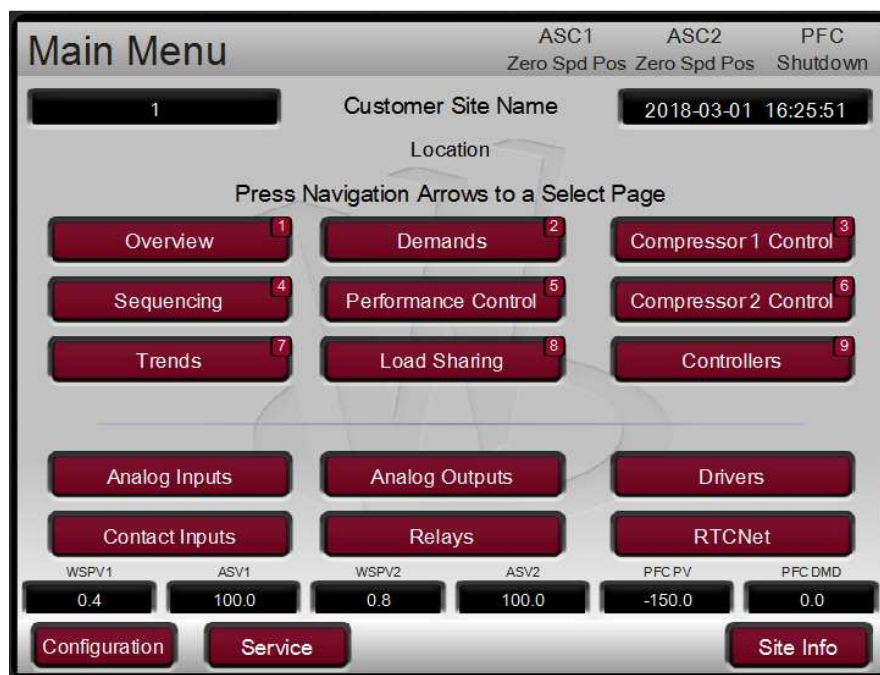 Main Menu
ASC1 ASC2 PFC
Zero Spd Pos Zero Spd Pos Shutdown
1 Customer Site Name 2018-03-01 16:25:51
Location
Press Navigation Arrows to a Select Page
Overview 1 Demands 2 Compressor 1 Control 3
Sequencing 4 Performance Control 5 Compressor 2 Control 6
Trends 7 Load Sharing 8 Controllers 9
Analog Inputs Analog Outputs Drivers
Contact Inputs Relays RTCNet
WSPV1 ASV1 WSPV2 ASV2 PFC PV PFC DMD
0.4 100.0 0.8 100.0 -150.0 0.0
Configuration Service Site Info